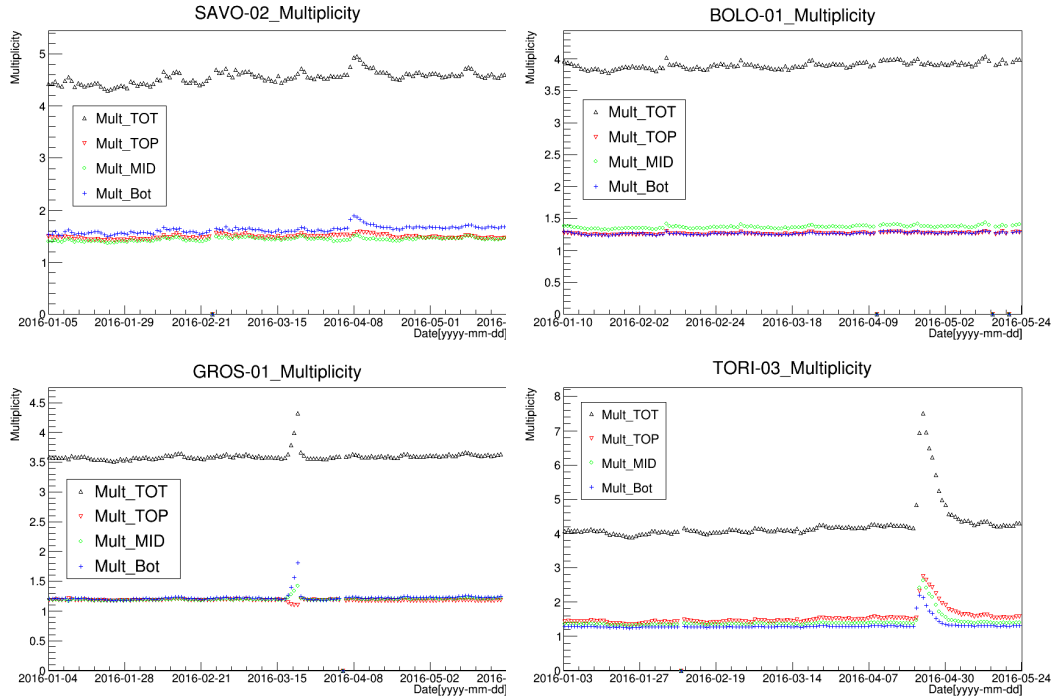 SAVO-02_Multiplicity
Multiplicity
5
4
3
2
1
0
Mult_TOT
Mult_TOP
Mult_MID
Mult_Bot
2016-01-05 2016-01-29 2016-02-21 2016-03-15 2016-04-08 2016-05-01 2016-
Date[yyyy-mm-dd]
BOLO-01_Multiplicity
Multiplicity
4
3.5
3
2.5
2
1.5
1
0.5
0
Mult_TOT
Mult_TOP
Mult_MID
Mult_Bot
2016-01-10 2016-02-02 2016-02-24 2016-03-18 2016-04-09 2016-05-02 2016-05-24
Date[yyyy-mm-dd]
GROS-01_Multiplicity
Multiplicity
4.5
4
3.5
3
2.5
2
1.5
1
0.5
0
Mult_TOT
Mult_TOP
Mult_MID
Mult_Bot
2016-01-04 2016-01-28 2016-02-21 2016-03-15 2016-04-08 2016-05-02 2016-
Date[yyyy-mm-dd]
TORI-03_Multiplicity
Multiplicity
8
7
6
5
4
3
2
1
0
Mult_TOT
Mult_TOP
Mult_MID
Mult_Bot
2016-01-03 2016-01-27 2016-02-19 2016-03-14 2016-04-07 2016-04-30 2016-05-24
Date[yyyy-mm-dd]